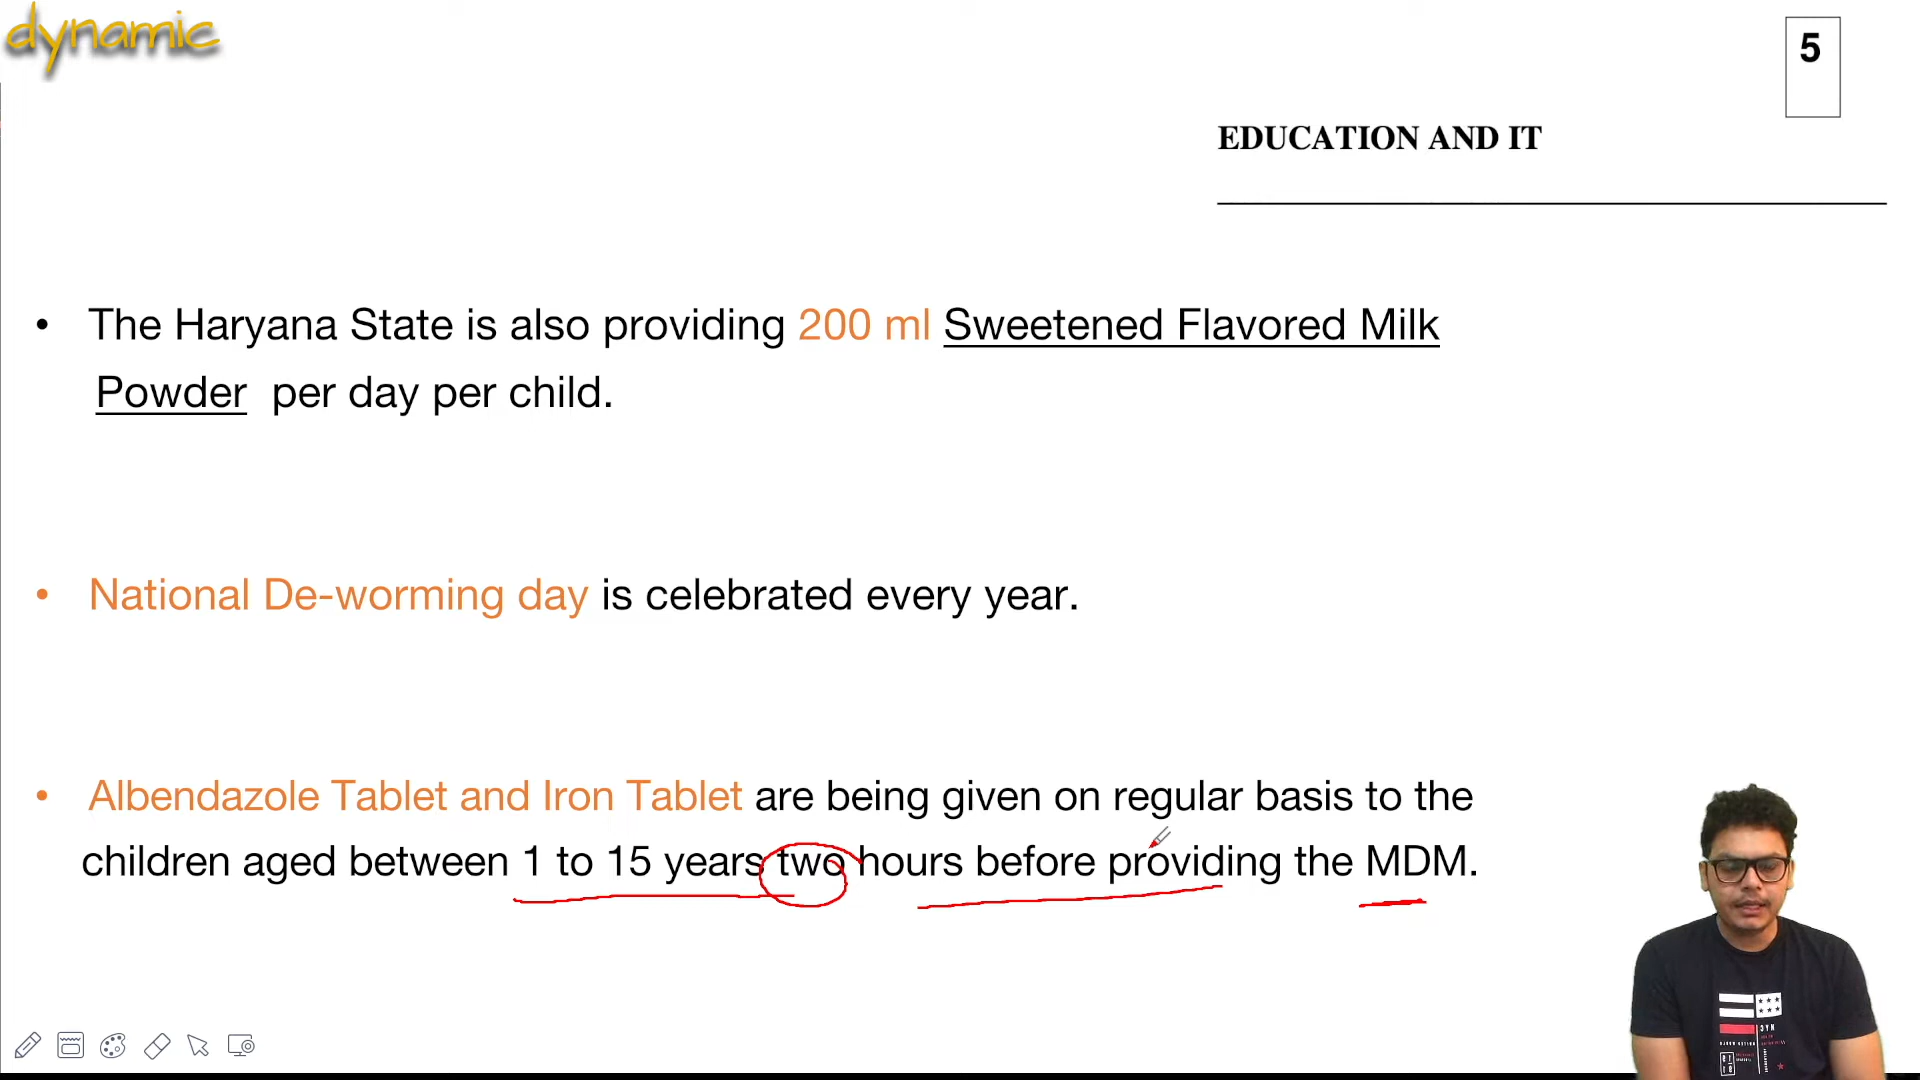 dynamic
5
EDUCATION AND IT
• The Haryana State is also providing 200 ml Sweetened Flavored Milk
Powder per day per child.
• National De-worming day is celebrated every year.
• Albendazole Tablet and Iron Tablet are being given on regular basis to the
children aged between 1 to 15 years two hours before providing the MDM.